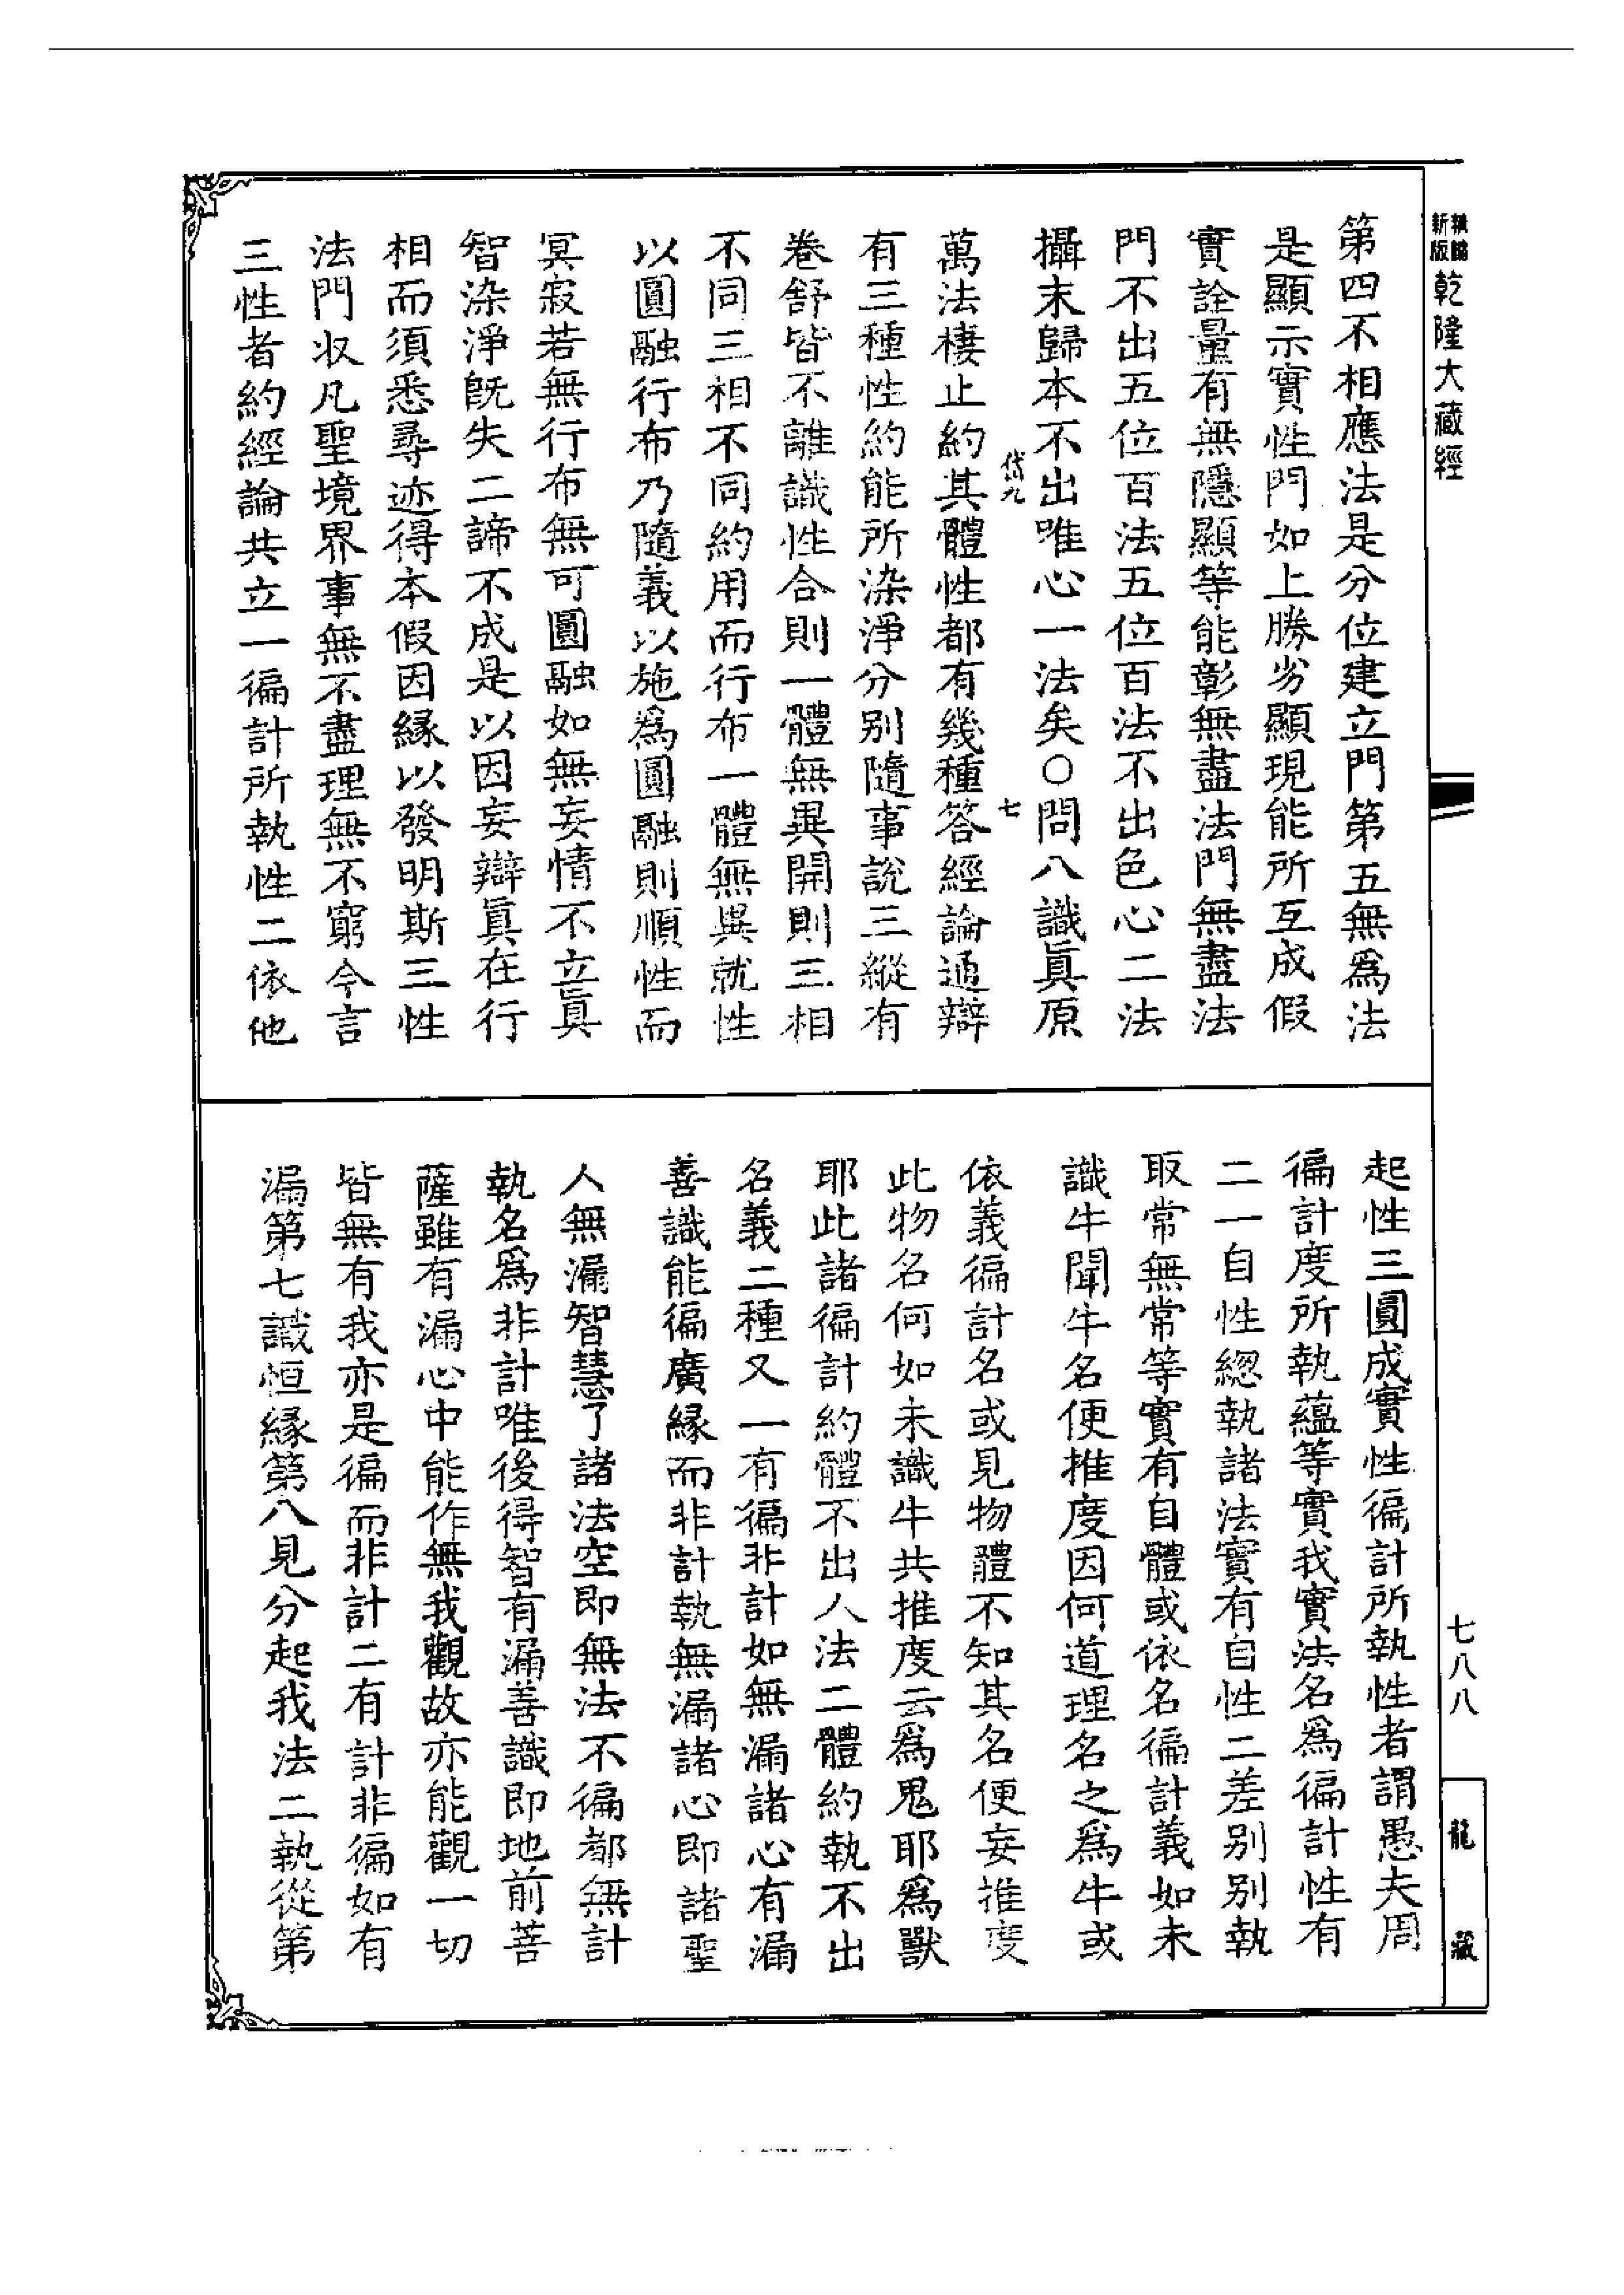 新編
新版
乾隆大藏經
第四不相應法是分位建立門第五無爲法
是顯示實性門如上勝劣顯現能所互成假
實詮量有無隱顯等能彰無盡法門無盡法
門不出五位百法五位百法不出色心二法
攝末歸本不出唯心一法矣○問八識眞原
七
萬法棲止約其體性都有幾種答經論通辯
有三種性約能所染淨分別隨事說三縱有
卷舒皆不離識性合則一體無異開則三相
不同三相不同約用而行布一體無異就性
以圓融行布乃隨義以施爲圓融則順性而
冥寂若無行布無可圓融如無妄情不立眞
智染淨旣失二諦不成是以因妄辯眞在行
相而須悉尋迹得本假因緣以發明斯三性
法門収凡聖境界事無不盡理無不窮今言
三性者約經論共立一徧計所執性二依他
起性三圓成實性徧計所執性者謂愚夫周
徧計度所執蘊等實我實法名爲徧計性有
二一自性緫執諸法實有自性二差別別執
取常無常等實有自體或依名徧計義如未
識牛聞牛名便推度因何道理名之爲牛或
依義徧計名或見物體不知其名便妄推度
此物名何如未識牛共推度云爲鬼耶爲獸
耶此諸徧計約體不出人法二體約執不出
名義二種又一有徧非計如無漏諸心有漏
善識能徧廣緣而非計執無漏諸心即諸聖
人無漏智慧了諸法空即無法不徧都無計
執名爲非計唯後得智有漏善識即地前菩
薩雖有漏心中能作無我觀故亦能觀一切
皆無有我亦是徧而非計二有計非徧如有
漏第七識恒緣第八見分起我法二執從第
七八八
龍藏